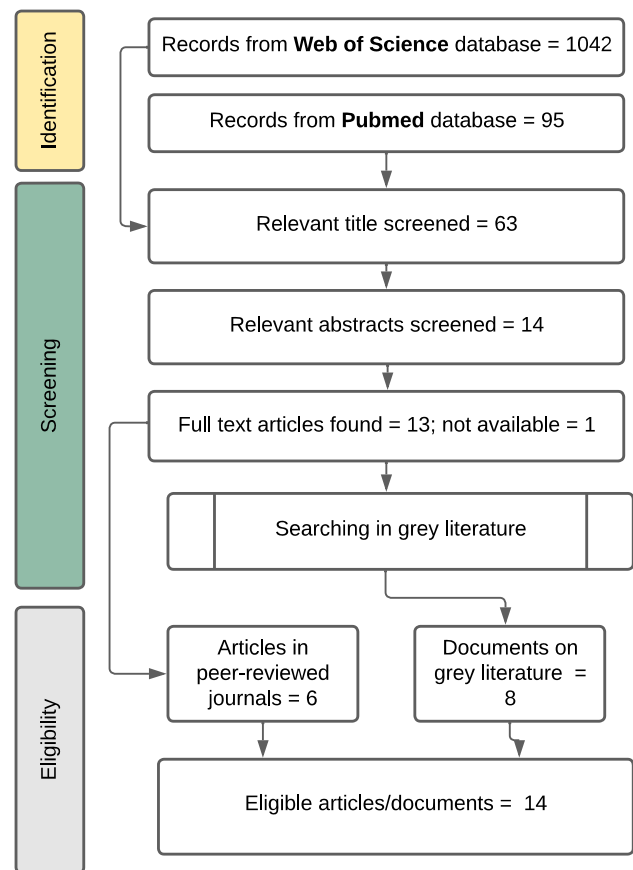 Identification
Records from Web of Science database = 1042
Records from Pubmed database = 95
Screening
Relevant title screened = 63
Relevant abstracts screened = 14
Full text articles found = 13; not available = 1
Searching in grey literature
Eligibility
Articles in
peer-reviewed
journals = 6
Documents on
grey literature =
8
Eligible articles/documents = 14